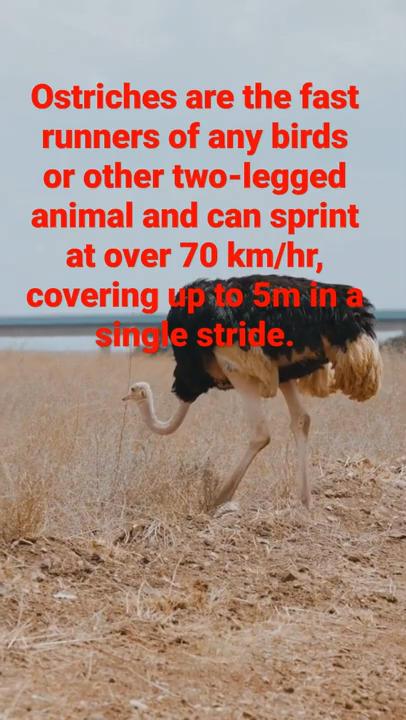 Ostriches are the fast
runners of any birds
or other two-legged
animal and can sprint
at over 70 km/hr,
covering up to 5m in a
single stride.